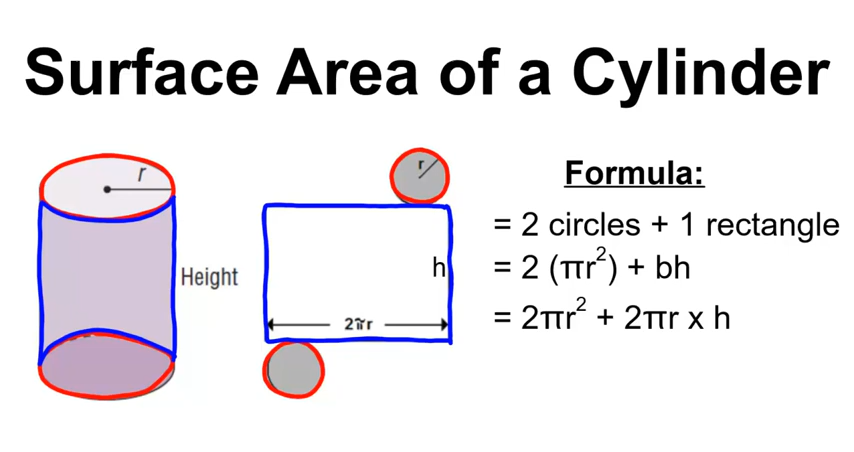 Surface Area of a Cylinder
r
Height
r
h
2πr
Formula:
= 2 circles + 1 rectangle
= 2 (πr²) + bh
= 2πr² + 2πr x h